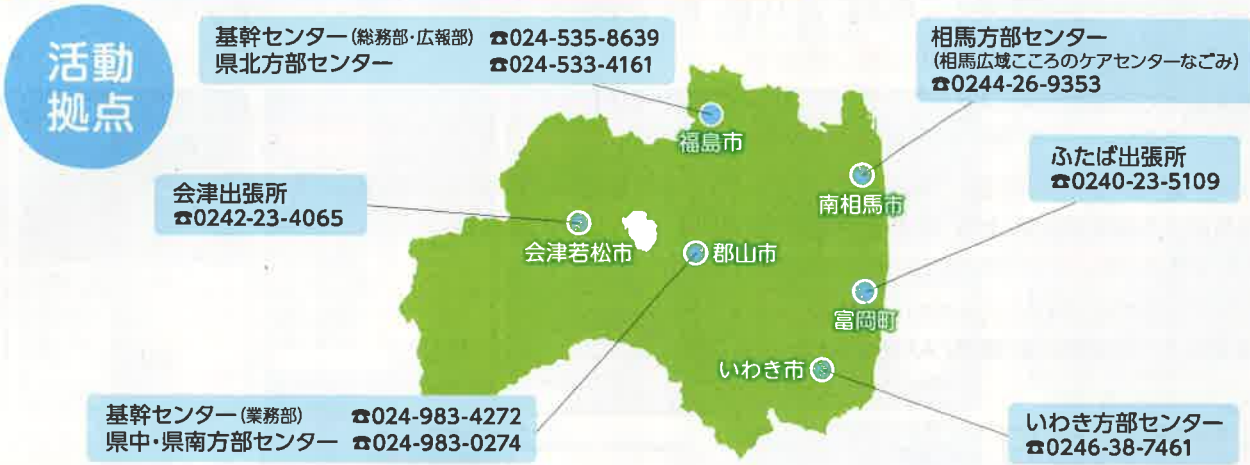 活動
拠点
基幹センター(総務部・広報部) ☎024-535-8639
県北方部センター ☎024-533-4161
相馬方部センター
(相馬広域こころのケアセンターなごみ)
☎0244-26-9353
福島市
ふたば出張所
☎0240-23-5109
会津出張所
☎0242-23-4065
南相馬市
会津若松市
郡山市
富岡町
いわき市
基幹センター(業務部) ☎024-983-4272
県中・県南方部センター ☎024-983-0274
いわき方部センター
☎0246-38-7461